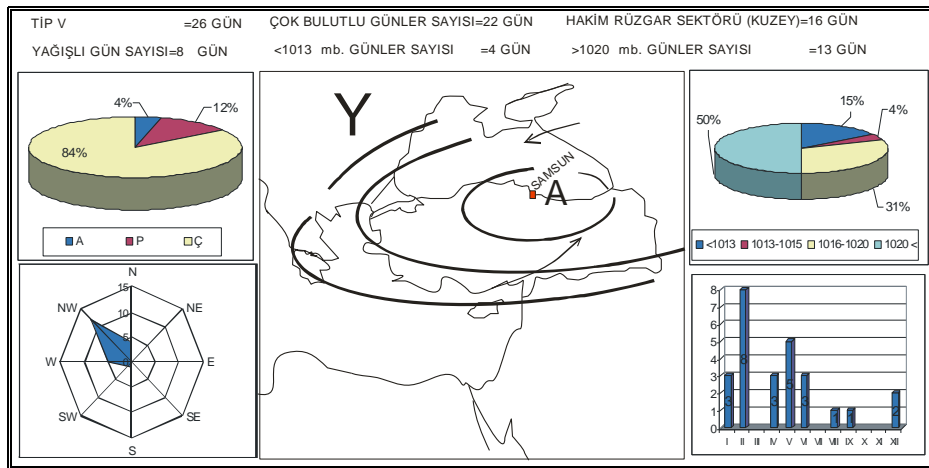 TİP V =26 GÜN ÇOK BULUTLU GÜNLER SAYISI=22 GÜN HAKİM RÜZGAR SEKTÖRÜ (KUZEY)=16 GÜN
YAĞIŞLI GÜN SAYISI=8 GÜN <1013 mb. GÜNLER SAYISI =4 GÜN >1020 mb. GÜNLER SAYISI =13 GÜN
4%
12%
84%
A P Ç
Y
SAMSUN
A
15%
4%
50%
31%
<1013 1013-1015 1016-1020 1020 <
N
15
NW NE
10
5
W 0 E
SW SE
S
8
7
6
5
4
3
2
1
0
3 8 3 5 3 1 1 2
I II III IV V VI VII VIII IX X XI XII